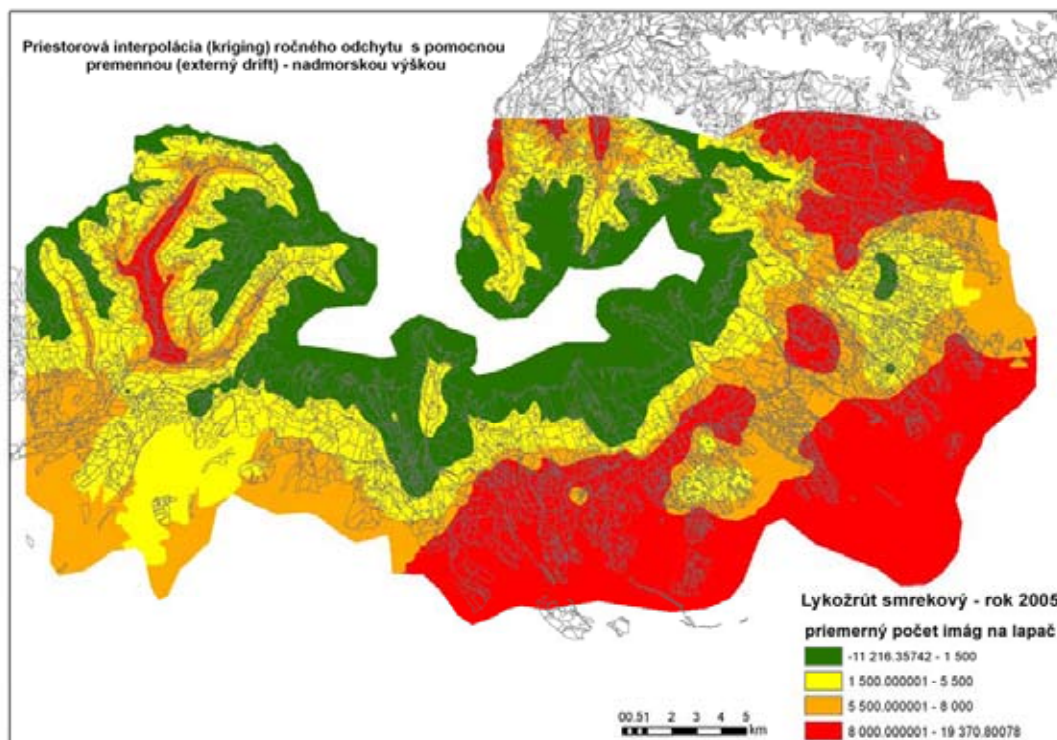 Priestorová interpolácia (kriging) ročného odchytu s pomocnou
premennou (externý drift) - nadmorskou výškou
Lykožrút smrekový - rok 2005
priemerný počet imág na lapač
-11 216.35742 - 1 500
1 500.000001 - 5 500
5 500.000001 - 8 000
8 000.000001 - 19 370.80078
00.51 2 3 4 5
km